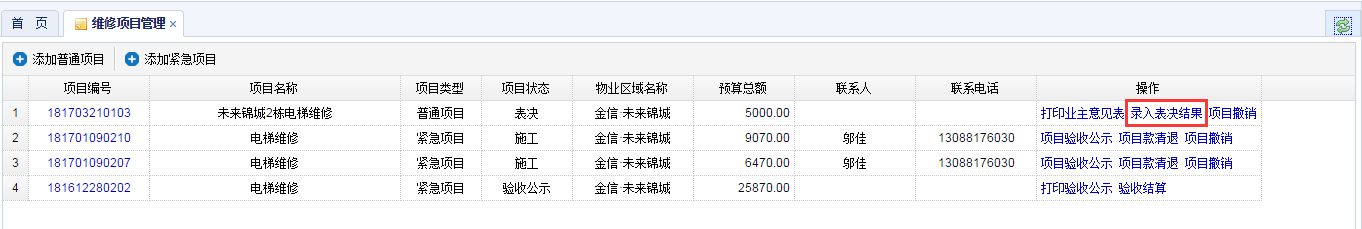 首 页 维修项目管理 ×
添加普通项目 添加紧急项目
项目编号 项目名称 项目类型 项目状态 物业区域名称 预算总额 联系人 联系电话 操作
1 181703210103 未来锦城2栋电梯维修 普通项目 表决 金信·未来锦城 5000.00 打印业主意见表 录入表决结果 项目撤销
2 181701090210 电梯维修 紧急项目 施工 金信·未来锦城 9070.00 邬佳 13088176030 项目验收公示 项目款清退 项目撤销
3 181701090207 电梯维修 紧急项目 施工 金信·未来锦城 6470.00 邬佳 13088176030 项目验收公示 项目款清退 项目撤销
4 181612280202 电梯维修 紧急项目 验收公示 金信·未来锦城 25870.00 打印验收公示 验收结算